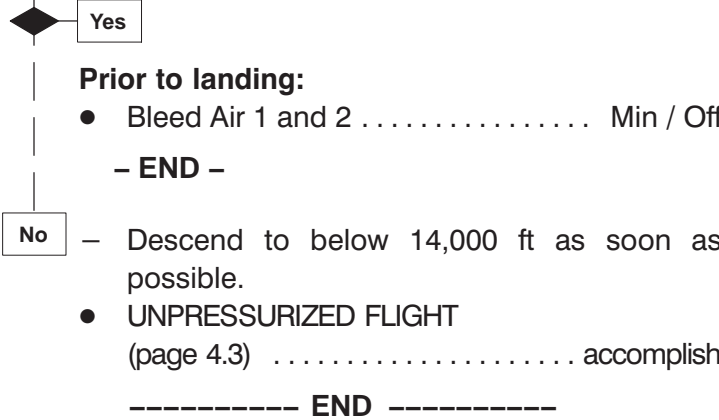 Yes
Prior to landing:
● Bleed Air 1 and 2 . . . . . . . . . . . . . . . . Min / Off
– END –
No – Descend to below 14,000 ft as soon as
possible.
● UNPRESSURIZED FLIGHT
(page 4.3) . . . . . . . . . . . . . . . . . . . . . accomplish
–––––––––– END ––––––––––